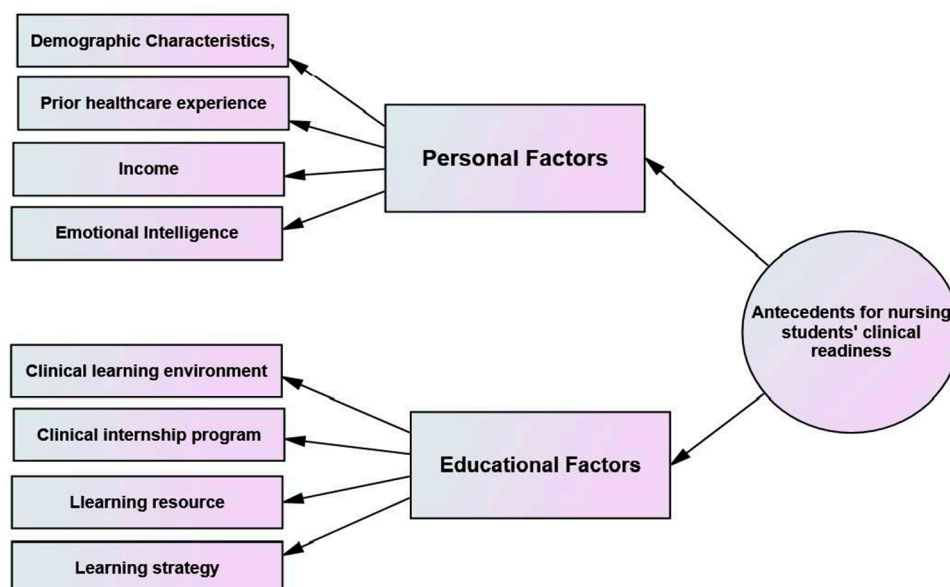 Demographic Characteristics,
Prior healthcare experience
Income
Emotional Intelligence
Personal Factors
Antecedents for nursing
students' clinical
readiness
Clinical learning environment
Clinical internship program
Llearning resource
Learning strategy
Educational Factors